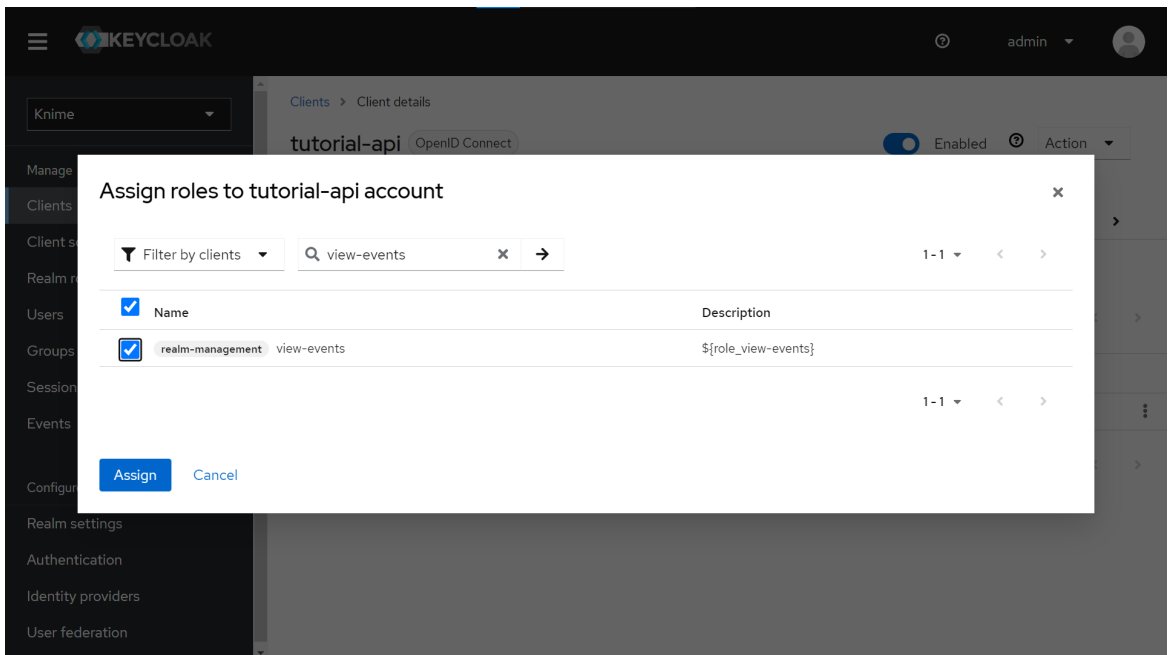 KEYCLOAK
admin
Knime
Clients > Client details
tutorial-api OpenID Connect
Enabled Action
Manage
Clients
Client s
Realm r
Users
Groups
Session
Events
Configur
Realm settings
Authentication
Identity providers
User federation
Assign roles to tutorial-api account
Filter by clients view-events 1 - 1
Name Description
realm-management view-events ${role_view-events}
1 - 1
Assign Cancel